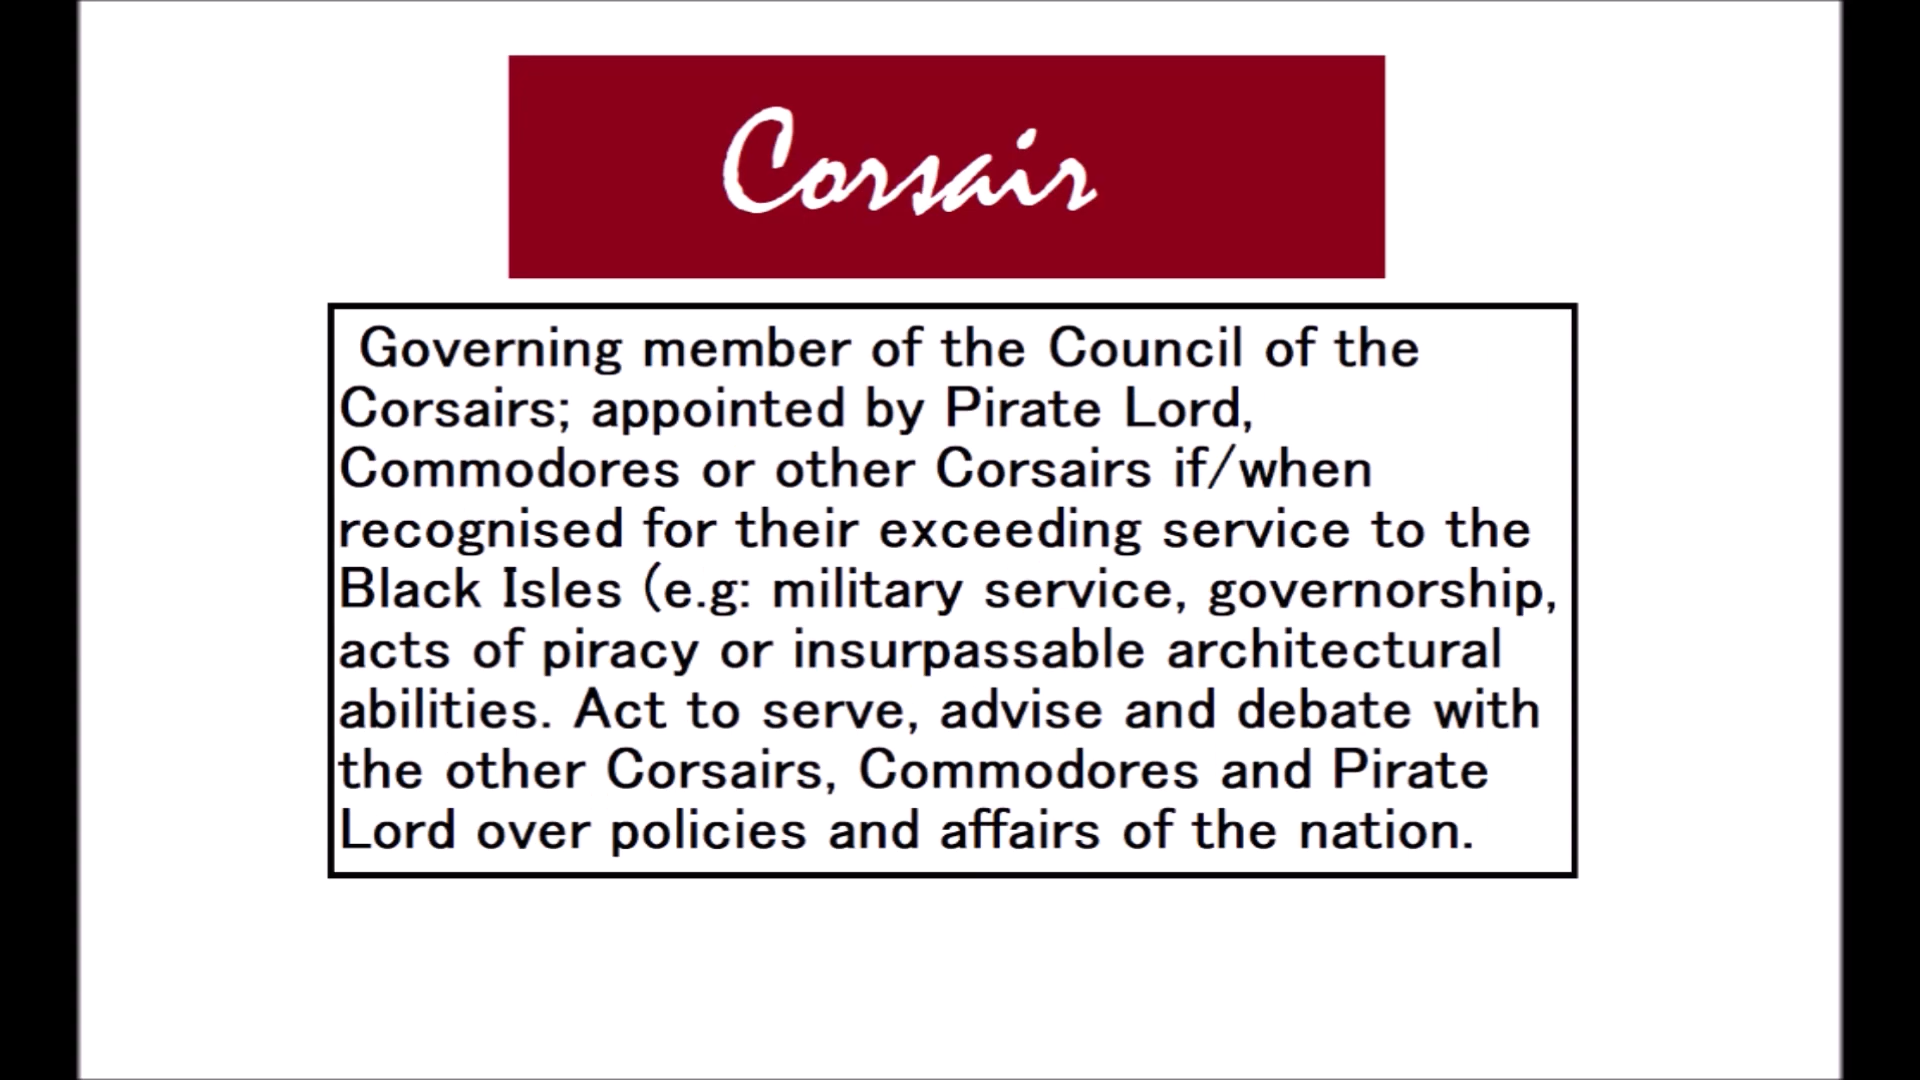 Corsair
Governing member of the Council of the
Corsairs; appointed by Pirate Lord,
Commodores or other Corsairs if/when
recognised for their exceeding service to the
Black Isles (e.g: military service, governorship,
acts of piracy or insurpassable architectural
abilities. Act to serve, advise and debate with
the other Corsairs, Commodores and Pirate
Lord over policies and affairs of the nation.